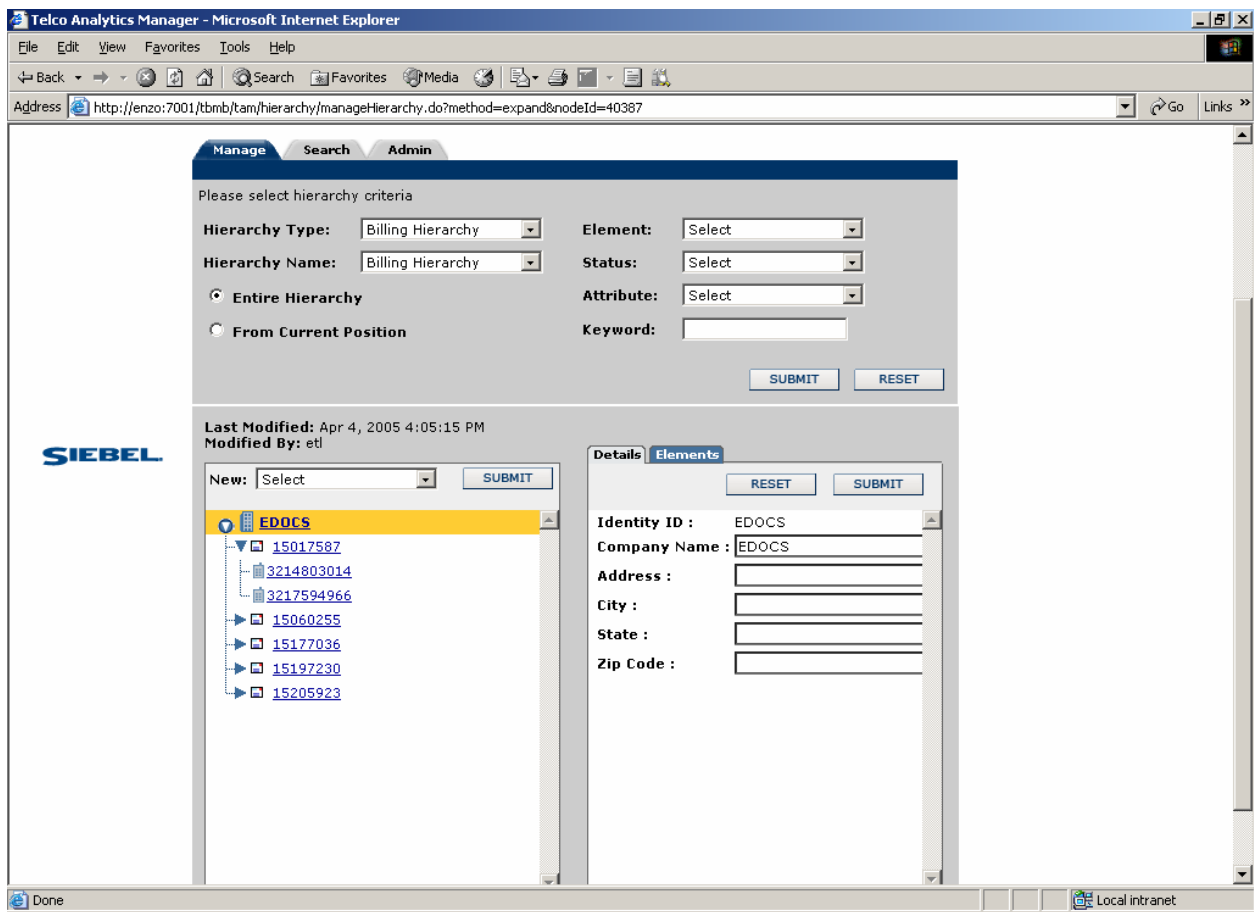 Telco Analytics Manager - Microsoft Internet Explorer
File Edit View Favorites Tools Help
Back Search Favorites Media
Address http://enzo:7001/tbmb/tam/hierarchy/manageHierarchy.do?method=expand&nodeId=40387 Go Links »
Manage Search Admin
Please select hierarchy criteria
Hierarchy Type: Billing Hierarchy Element: Select
Hierarchy Name: Billing Hierarchy Status: Select
Entire Hierarchy Attribute: Select
From Current Position Keyword:
SUBMIT RESET
Last Modified: Apr 4, 2005 4:05:15 PM
Modified By: etl
SIEBEL.
Details Elements
New: Select SUBMIT RESET SUBMIT
EDOCS Identity ID : EDOCS
15017587 Company Name : EDOCS
3214803014 Address :
3217594966 City :
15060255 State :
15177036 Zip Code :
15197230
15205923
Done Local intranet